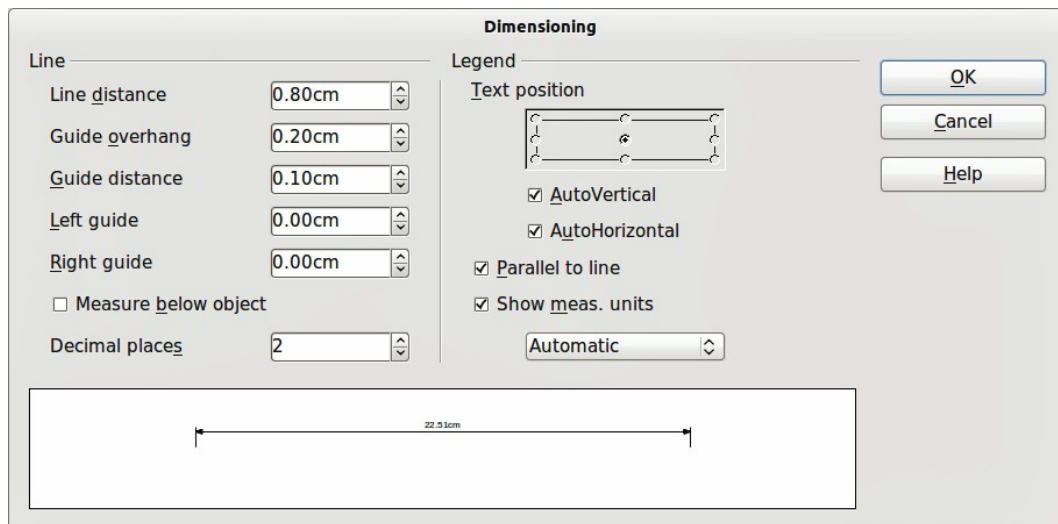 Dimensioning
Line
Line distance 0.80cm
Guide overhang 0.20cm
Guide distance 0.10cm
Left guide 0.00cm
Right guide 0.00cm
Measure below object
Decimal places 2
Legend
Text position
AutoVertical
AutoHorizontal
Parallel to line
Show meas. units
Automatic
OK
Cancel
Help
22.51cm